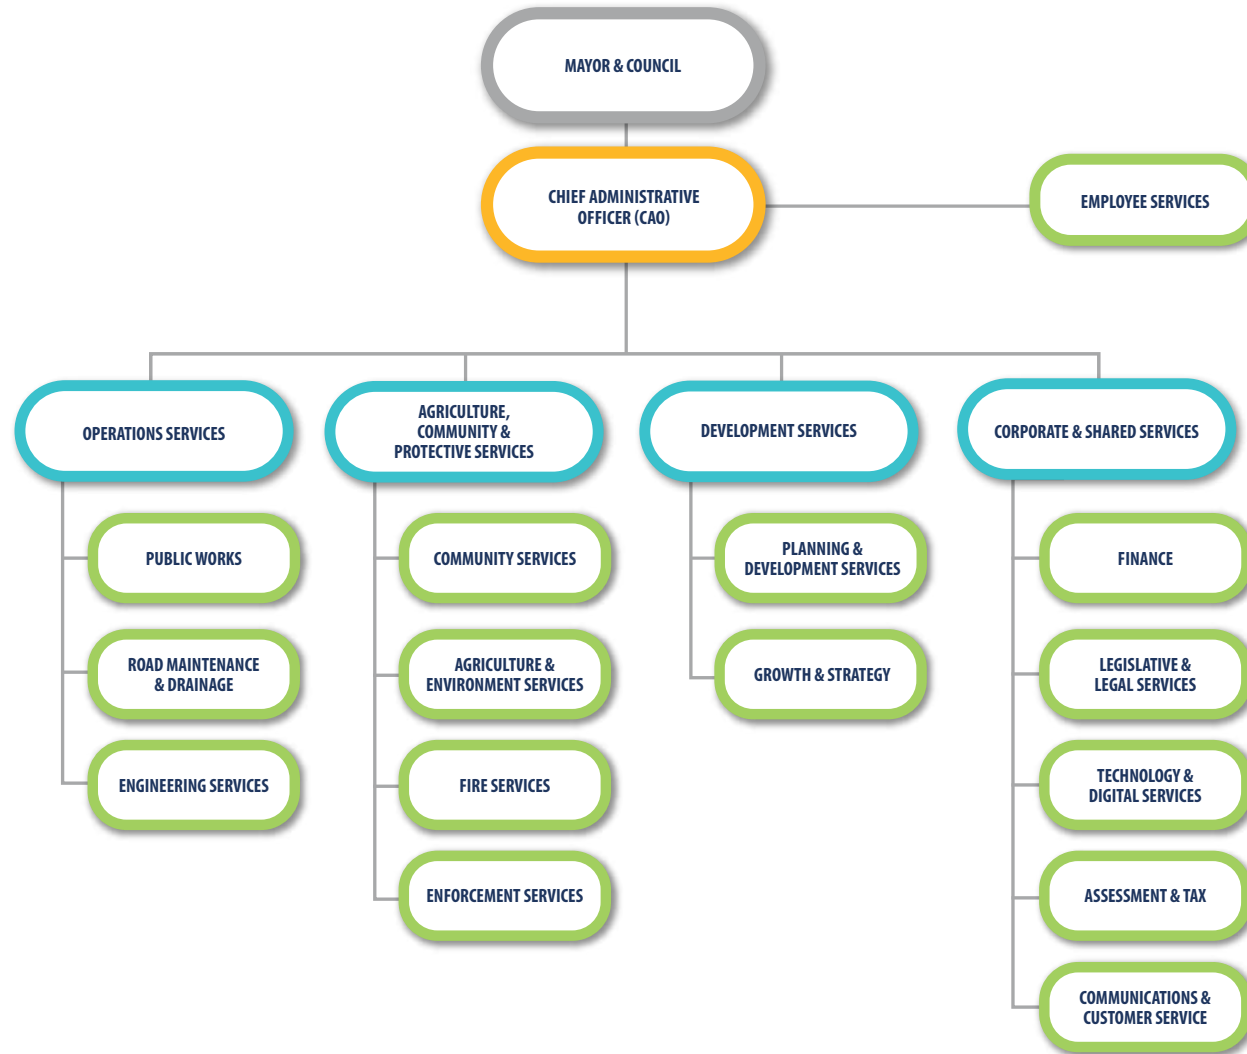 MAYOR & COUNCIL
CHIEF ADMINISTRATIVE
OFFICER (CAO)
EMPLOYEE SERVICES
OPERATIONS SERVICES
AGRICULTURE,
COMMUNITY &
PROTECTIVE SERVICES
DEVELOPMENT SERVICES
CORPORATE & SHARED SERVICES
PUBLIC WORKS
ROAD MAINTENANCE
& DRAINAGE
ENGINEERING SERVICES
COMMUNITY SERVICES
AGRICULTURE &
ENVIRONMENT SERVICES
FIRE SERVICES
ENFORCEMENT SERVICES
PLANNING &
DEVELOPMENT SERVICES
GROWTH & STRATEGY
FINANCE
LEGISLATIVE &
LEGAL SERVICES
TECHNOLOGY &
DIGITAL SERVICES
ASSESSMENT & TAX
COMMUNICATIONS &
CUSTOMER SERVICE